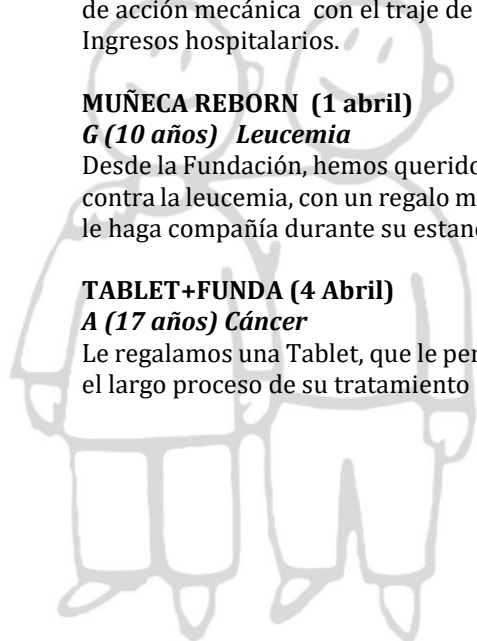 de acción mecánica  con el traje de
Ingresos hospitalarios.
MUÑECA REBORN  (1 abril)
G (10 años)   Leucemia
Desde la Fundación, hemos querido
contra la leucemia, con un regalo m
le haga compañía durante su estan
TABLET+FUNDA (4 Abril)
A (17 años) Cáncer
Le regalamos una Tablet, que le per
el largo proceso de su tratamiento